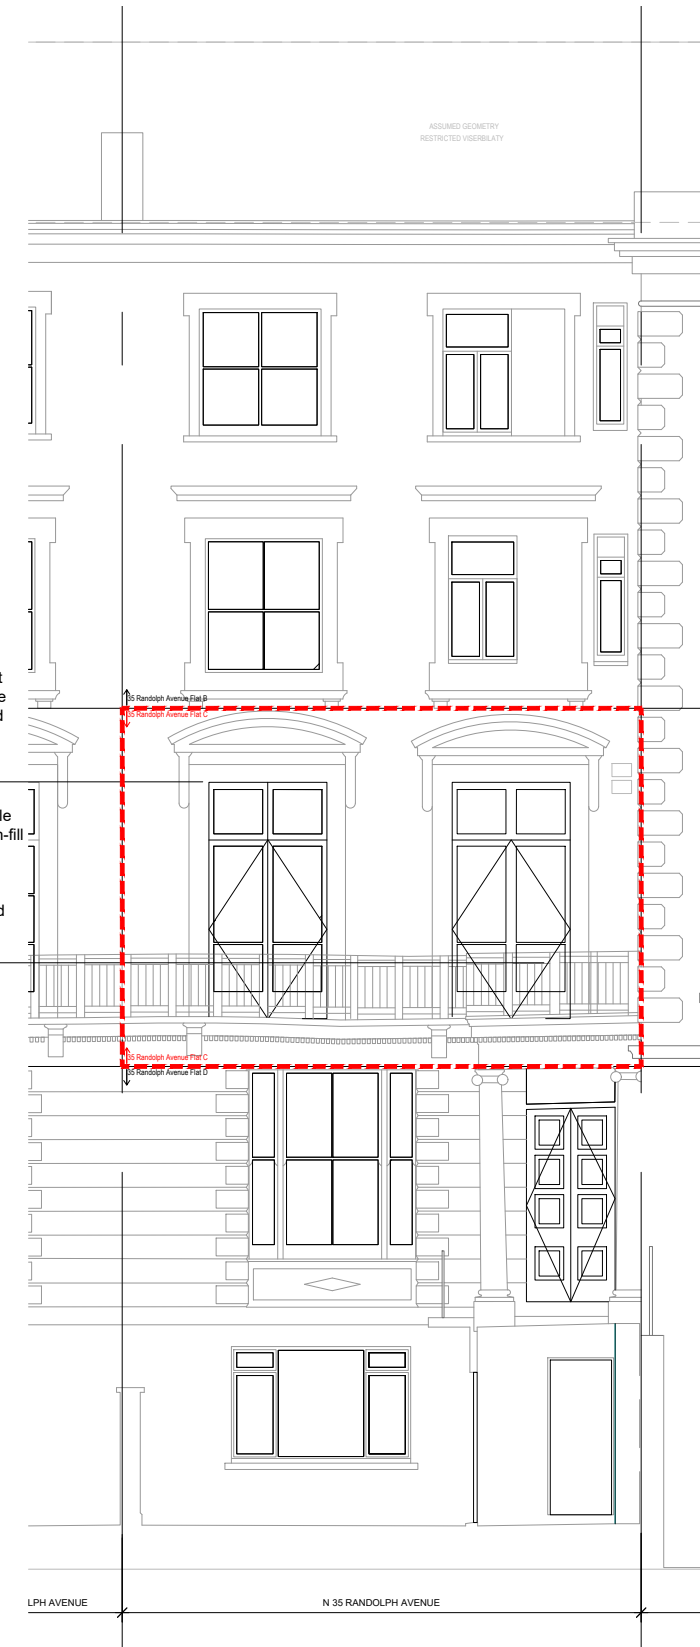 ASSUMED GEOMETRY
RESTRICTED VISERBILATY
35 Randolph Avenue Flat B
35 Randolph Avenue Flat C
n-fill
35 Randolph Avenue Flat C
35 Randolph Avenue Flat D
LPH AVENUE
N 35 RANDOLPH AVENUE